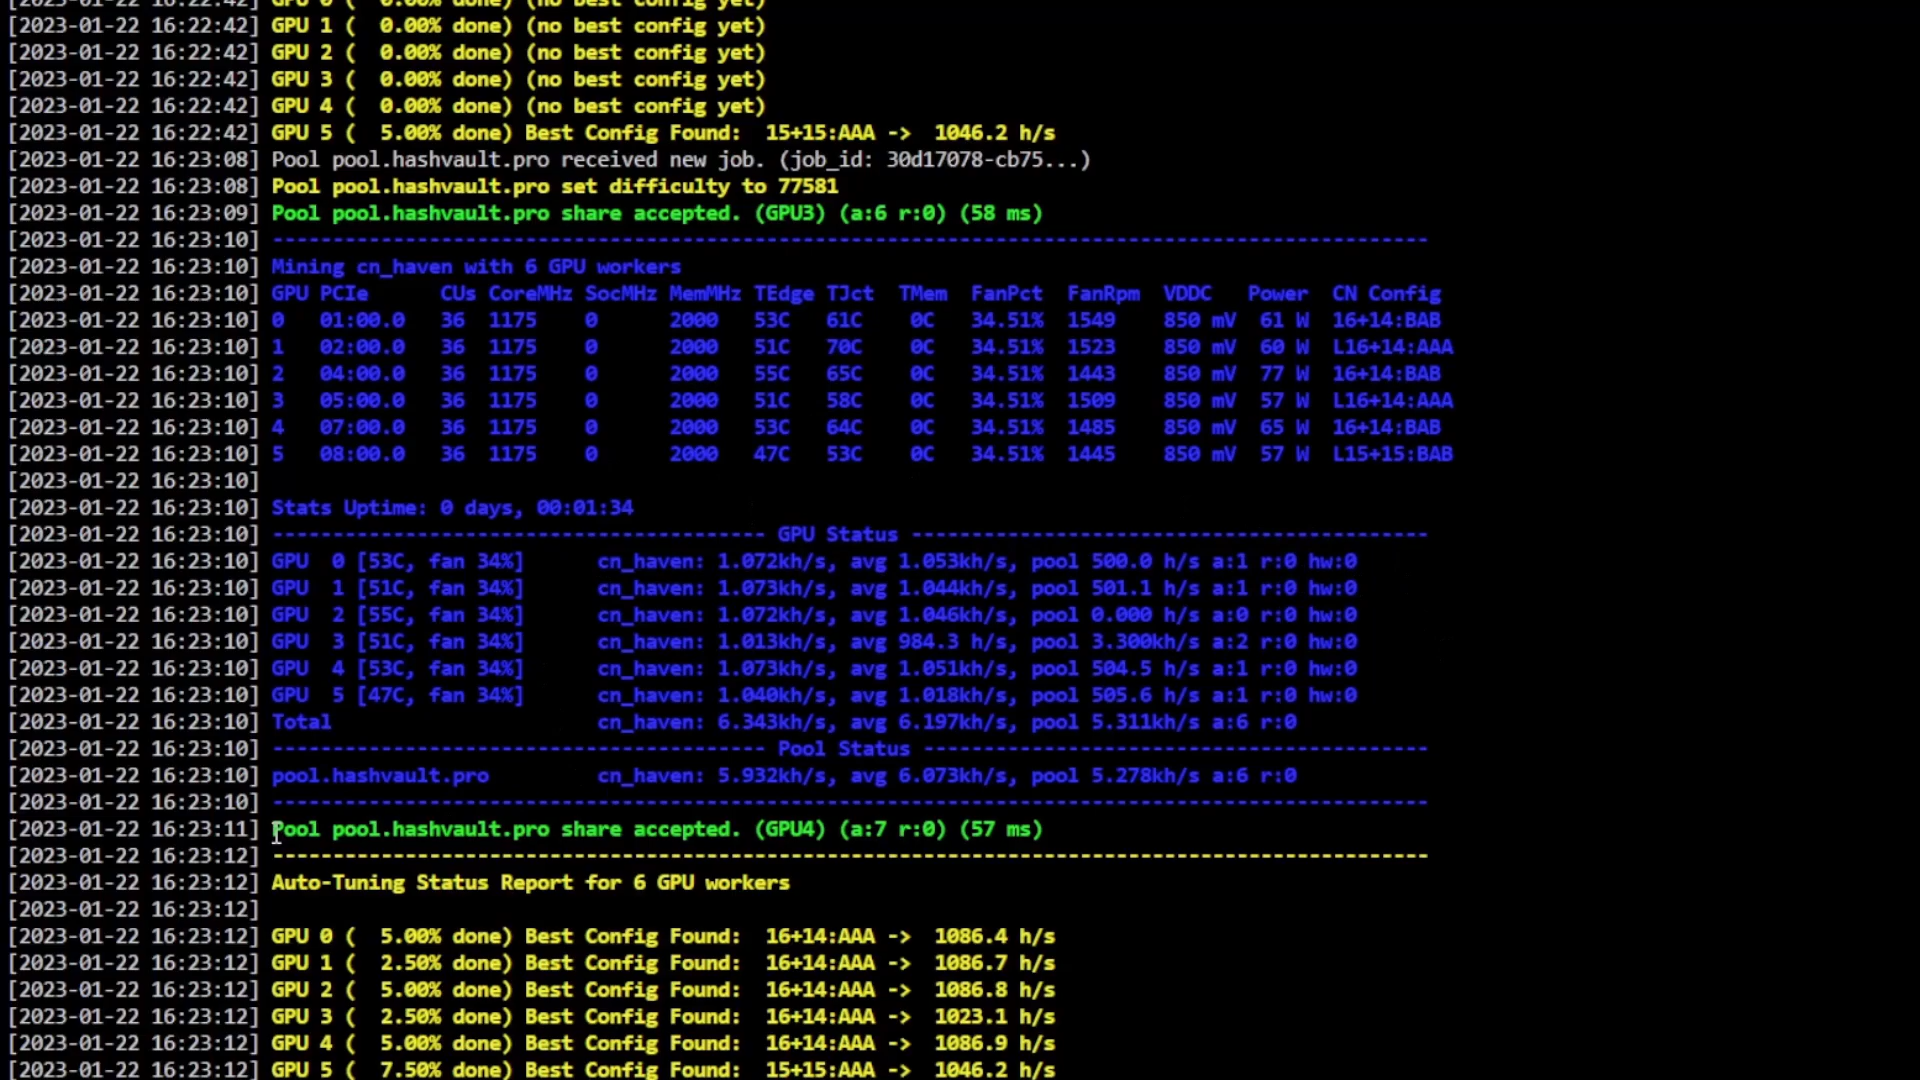 [2023-01-22 16:22:42] GPU 0 (  0.00% done) (no best config yet)
[2023-01-22 16:22:42] GPU 1 (  0.00% done) (no best config yet)
[2023-01-22 16:22:42] GPU 2 (  0.00% done) (no best config yet)
[2023-01-22 16:22:42] GPU 3 (  0.00% done) (no best config yet)
[2023-01-22 16:22:42] GPU 4 (  0.00% done) (no best config yet)
[2023-01-22 16:22:42] GPU 5 (  5.00% done) Best Config Found:  15+15:AAA ->  1046.2 h/s
[2023-01-22 16:23:08] Pool pool.hashvault.pro received new job. (job_id: 30d17078-cb75...)
[2023-01-22 16:23:08] Pool pool.hashvault.pro set difficulty to 77581
[2023-01-22 16:23:09] Pool pool.hashvault.pro share accepted. (GPU3) (a:6 r:0) (58 ms)
[2023-01-22 16:23:10] ------------------------------------------------------------------------------------------------
[2023-01-22 16:23:10] Mining cn_haven with 6 GPU workers
[2023-01-22 16:23:10] GPU PCIe      CUs CoreMHz SocMHz MemMHz TEdge TJct  TMem  FanPct  FanRpm  VDDC   Power  CN Config
[2023-01-22 16:23:10] 0   01:00.0   36  1175    0      2000   53C   61C    0C   34.51%  1549    850 mV  61 W  16+14:BAB
[2023-01-22 16:23:10] 1   02:00.0   36  1175    0      2000   51C   70C    0C   34.51%  1523    850 mV  60 W  L16+14:AAA
[2023-01-22 16:23:10] 2   04:00.0   36  1175    0      2000   55C   65C    0C   34.51%  1443    850 mV  77 W  16+14:BAB
[2023-01-22 16:23:10] 3   05:00.0   36  1175    0      2000   51C   58C    0C   34.51%  1509    850 mV  57 W  L16+14:AAA
[2023-01-22 16:23:10] 4   07:00.0   36  1175    0      2000   53C   64C    0C   34.51%  1485    850 mV  65 W  16+14:BAB
[2023-01-22 16:23:10] 5   08:00.0   36  1175    0      2000   47C   53C    0C   34.51%  1445    850 mV  57 W  L15+15:BAB
[2023-01-22 16:23:10]
[2023-01-22 16:23:10] Stats Uptime: 0 days, 00:01:34
[2023-01-22 16:23:10] ----------------------------------------- GPU Status -------------------------------------------
[2023-01-22 16:23:10] GPU  0 [53C, fan 34%]      cn_haven: 1.072kh/s, avg 1.053kh/s, pool 500.0 h/s a:1 r:0 hw:0
[2023-01-22 16:23:10] GPU  1 [51C, fan 34%]      cn_haven: 1.073kh/s, avg 1.044kh/s, pool 501.1 h/s a:1 r:0 hw:0
[2023-01-22 16:23:10] GPU  2 [55C, fan 34%]      cn_haven: 1.072kh/s, avg 1.046kh/s, pool 0.000 h/s a:0 r:0 hw:0
[2023-01-22 16:23:10] GPU  3 [51C, fan 34%]      cn_haven: 1.013kh/s, avg 984.3 h/s, pool 3.300kh/s a:2 r:0 hw:0
[2023-01-22 16:23:10] GPU  4 [53C, fan 34%]      cn_haven: 1.073kh/s, avg 1.051kh/s, pool 504.5 h/s a:1 r:0 hw:0
[2023-01-22 16:23:10] GPU  5 [47C, fan 34%]      cn_haven: 1.040kh/s, avg 1.018kh/s, pool 505.6 h/s a:1 r:0 hw:0
[2023-01-22 16:23:10] Total                      cn_haven: 6.343kh/s, avg 6.197kh/s, pool 5.311kh/s a:6 r:0
[2023-01-22 16:23:10] ----------------------------------------- Pool Status ------------------------------------------
[2023-01-22 16:23:10] pool.hashvault.pro         cn_haven: 5.932kh/s, avg 6.073kh/s, pool 5.278kh/s a:6 r:0
[2023-01-22 16:23:10] ------------------------------------------------------------------------------------------------
[2023-01-22 16:23:11] Pool pool.hashvault.pro share accepted. (GPU4) (a:7 r:0) (57 ms)
[2023-01-22 16:23:12] ------------------------------------------------------------------------------------------------
[2023-01-22 16:23:12] Auto-Tuning Status Report for 6 GPU workers
[2023-01-22 16:23:12]
[2023-01-22 16:23:12] GPU 0 (  5.00% done) Best Config Found:  16+14:AAA ->  1086.4 h/s
[2023-01-22 16:23:12] GPU 1 (  2.50% done) Best Config Found:  16+14:AAA ->  1086.7 h/s
[2023-01-22 16:23:12] GPU 2 (  5.00% done) Best Config Found:  16+14:AAA ->  1086.8 h/s
[2023-01-22 16:23:12] GPU 3 (  2.50% done) Best Config Found:  16+14:AAA ->  1023.1 h/s
[2023-01-22 16:23:12] GPU 4 (  5.00% done) Best Config Found:  16+14:AAA ->  1086.9 h/s
[2023-01-22 16:23:12] GPU 5 (  7.50% done) Best Config Found:  15+15:AAA ->  1046.2 h/s